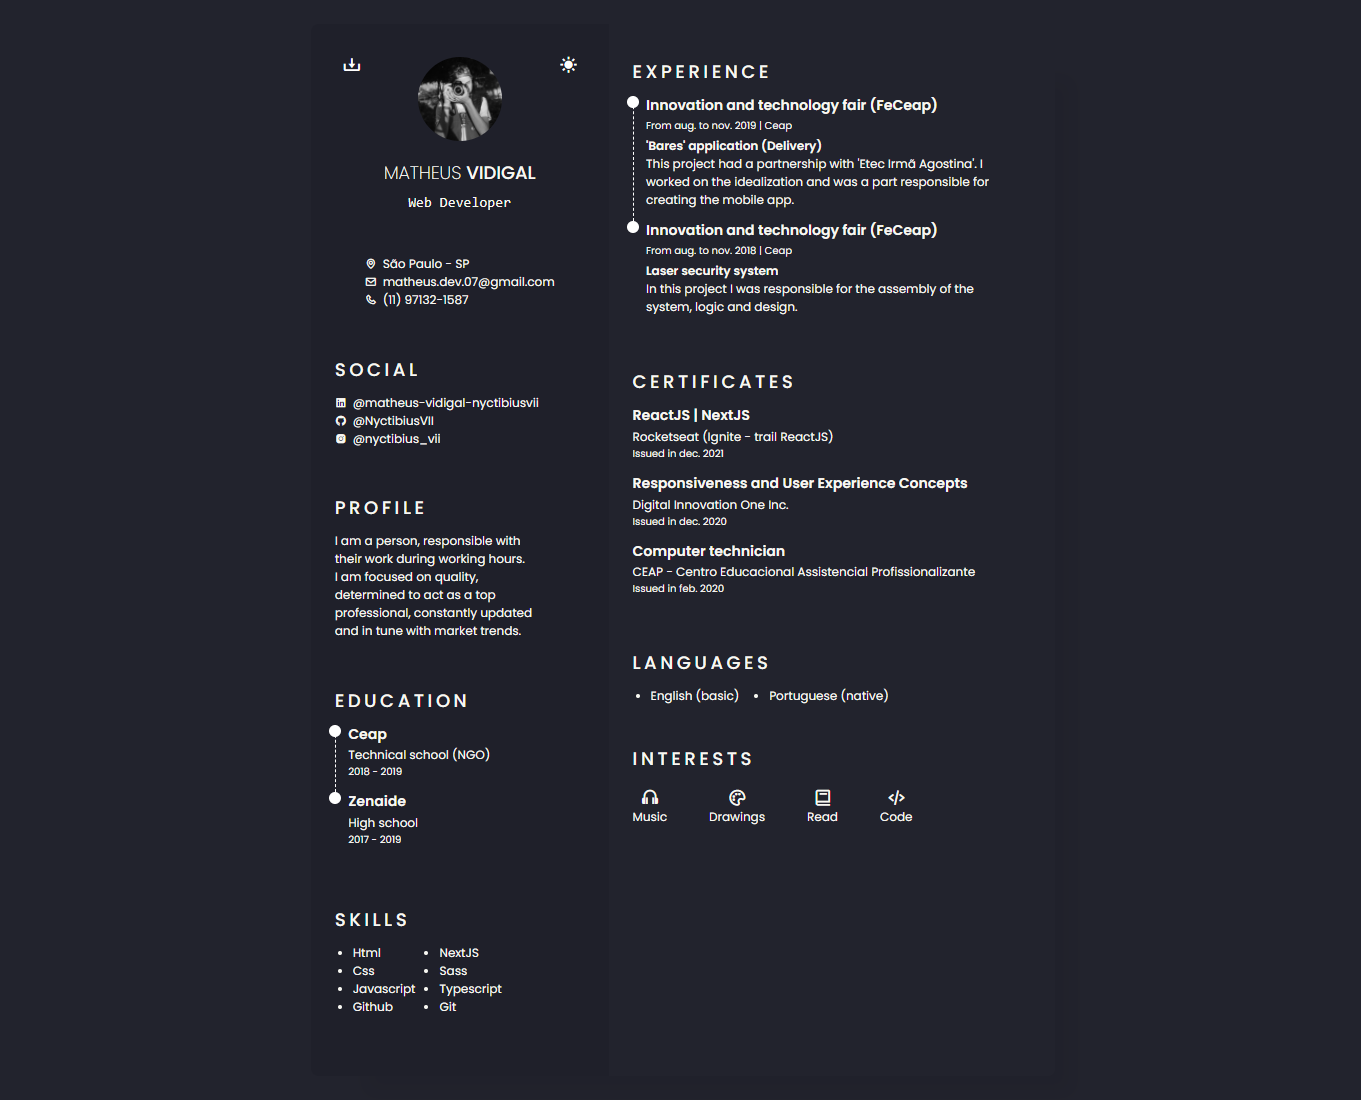 MATHEUS VIDIGAL
Web Developer
São Paulo - SP
matheus.dev.07@gmail.com
(11) 97132-1587
SOCIAL
@matheus-vidigal-nyctibiusvii
@NyctibiusVII
@nyctibius_vii
PROFILE
I am a person, responsible with
their work during working hours.
I am focused on quality,
determined to act as a top
professional, constantly updated
and in tune with market trends.
EDUCATION
Ceap
Technical school (NGO)
2018 - 2019
Zenaide
High school
2017 - 2019
SKILLS
Html
Css
Javascript
Github
NextJS
Sass
Typescript
Git
EXPERIENCE
Innovation and technology fair (FeCeap)
From aug. to nov. 2019 | Ceap
'Bares' application (Delivery)
This project had a partnership with 'Etec Irmã Agostina'. I
worked on the idealization and was a part responsible for
creating the mobile app.
Innovation and technology fair (FeCeap)
From aug. to nov. 2018 | Ceap
Laser security system
In this project I was responsible for the assembly of the
system, logic and design.
CERTIFICATES
ReactJS | NextJS
Rocketseat (Ignite - trail ReactJS)
Issued in dec. 2021
Responsiveness and User Experience Concepts
Digital Innovation One Inc.
Issued in dec. 2020
Computer technician
CEAP - Centro Educacional Assistencial Profissionalizante
Issued in feb. 2020
LANGUAGES
English (basic)
Portuguese (native)
INTERESTS
Music
Drawings
Read
Code